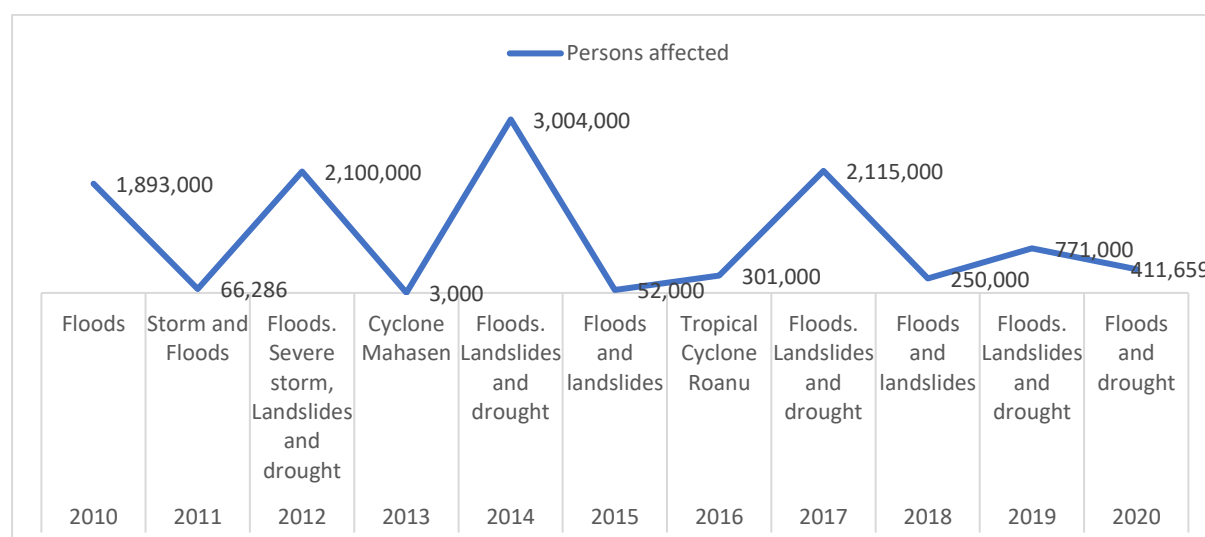 Persons affected
3,004,000
2,115,000
1,893,000
2,100,000
771,000
411,659
301,000
250,000
66,286
3,000
52,000
Floods
Storm and
Floods
Floods.
Severe
storm,
Landslides
and
drought
Cyclone
Mahasen
Floods.
Landslides
and
drought
Floods
and
landslides
Tropical
Cyclone
Roanu
Floods.
Landslides
and
drought
Floods
and
landslides
Floods.
Landslides
and
drought
Floods
and
drought
2010
2011
2012
2013
2014
2015
2016
2017
2018
2019
2020